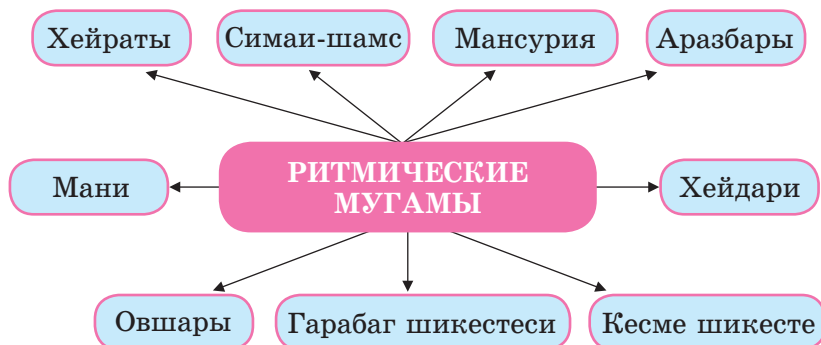 Хейраты
Симаи-шамс
Мансурия
Аразбары
РИТМИЧЕСКИЕ
МУГАМЫ
Мани
Хейдари
Овшары
Гарабаг шикестеси
Кесме шикесте